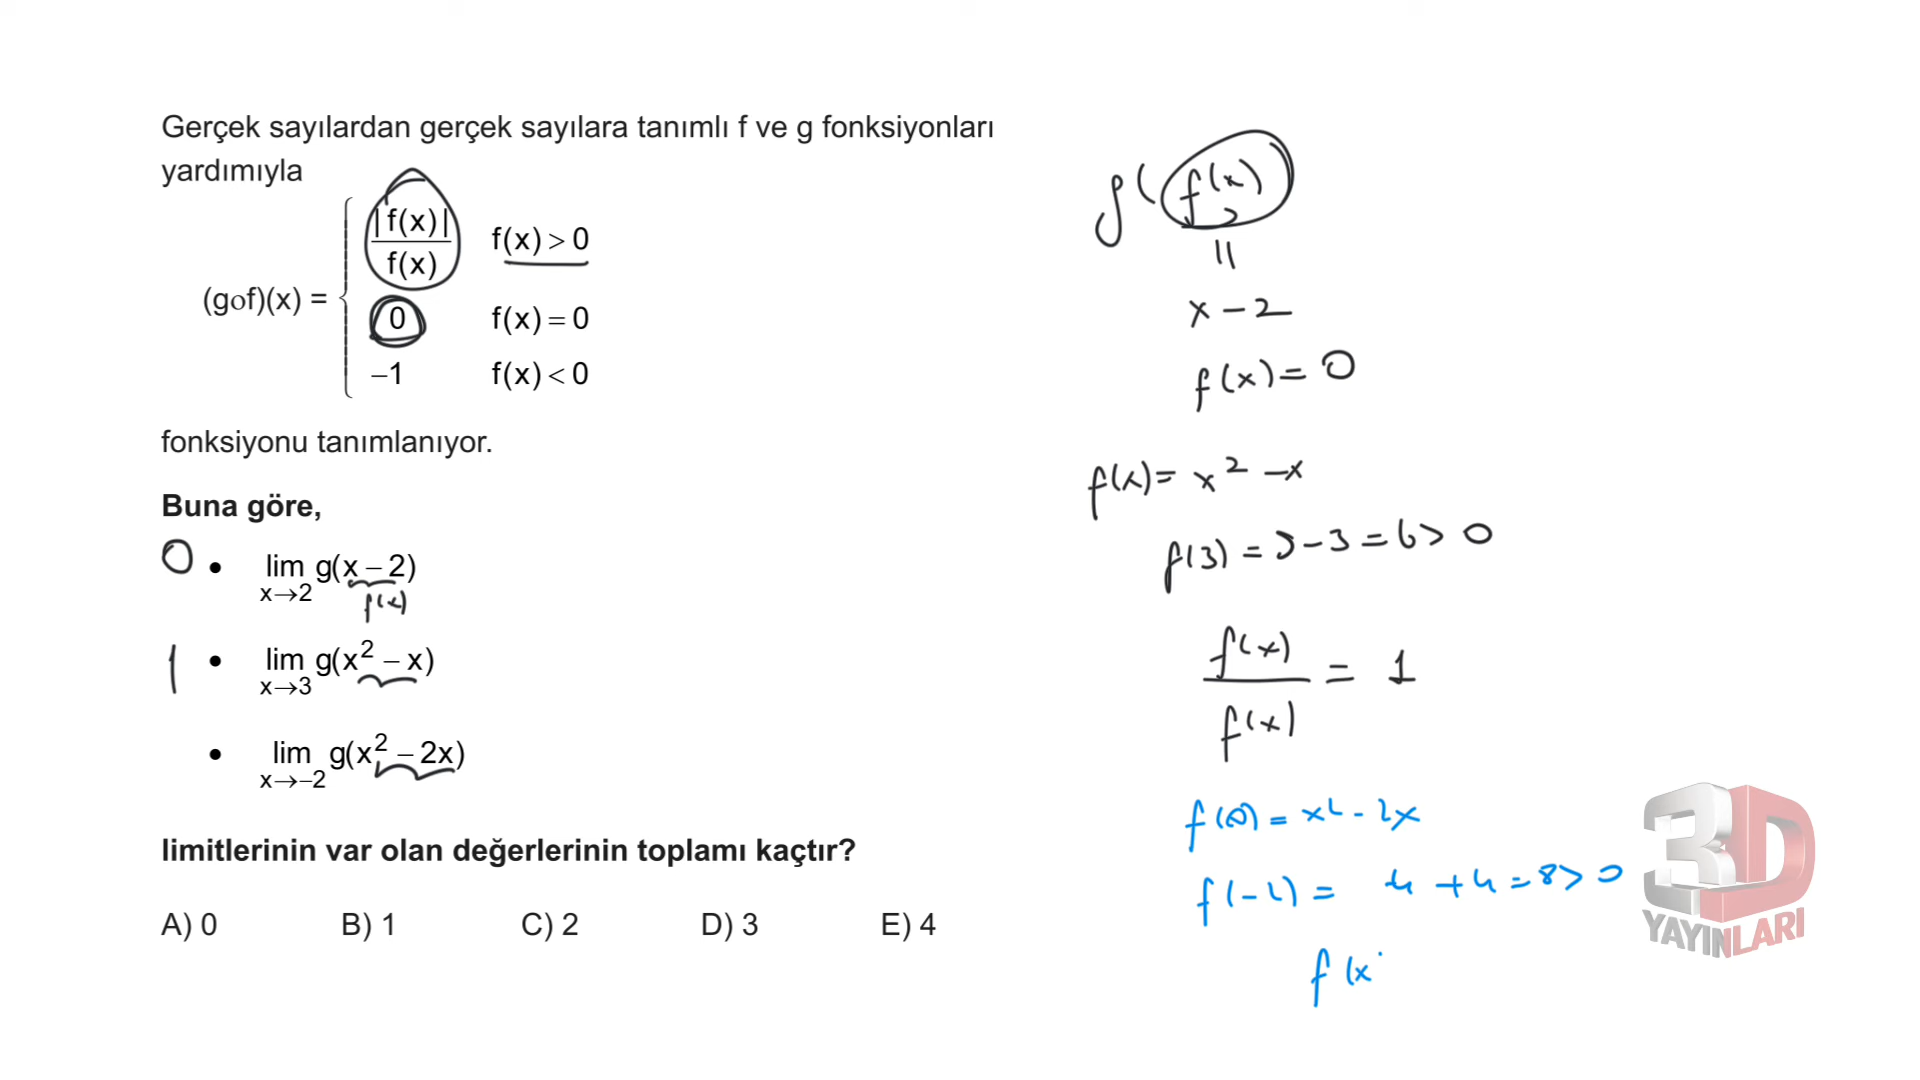 Gerçek sayılardan gerçek sayılara tanımlı f ve g fonksiyonları
yardımıyla
(gof)(x) =
|f(x)|
f(x)
f(x) > 0
0
f(x) = 0
−1
f(x) < 0
fonksiyonu tanımlanıyor.
Buna göre,
0 • lim g(x − 2)
x→2
f(x)
1 • lim g(x² − x)
x→3
• lim g(x² − 2x)
x→−2
limitlerinin var olan değerlerinin toplamı kaçtır?
A) 0 B) 1 C) 2 D) 3 E) 4
g(f(x))
=
x − 2
f(x) = 0
f(x) = x² − x
f(3) = 9 − 3 = 6 > 0
f(x)
f(x)
= 1
= x² − 2x
f(−2) = 4 + 4 = 8 > 0
f(x
3D
YAYINLARI